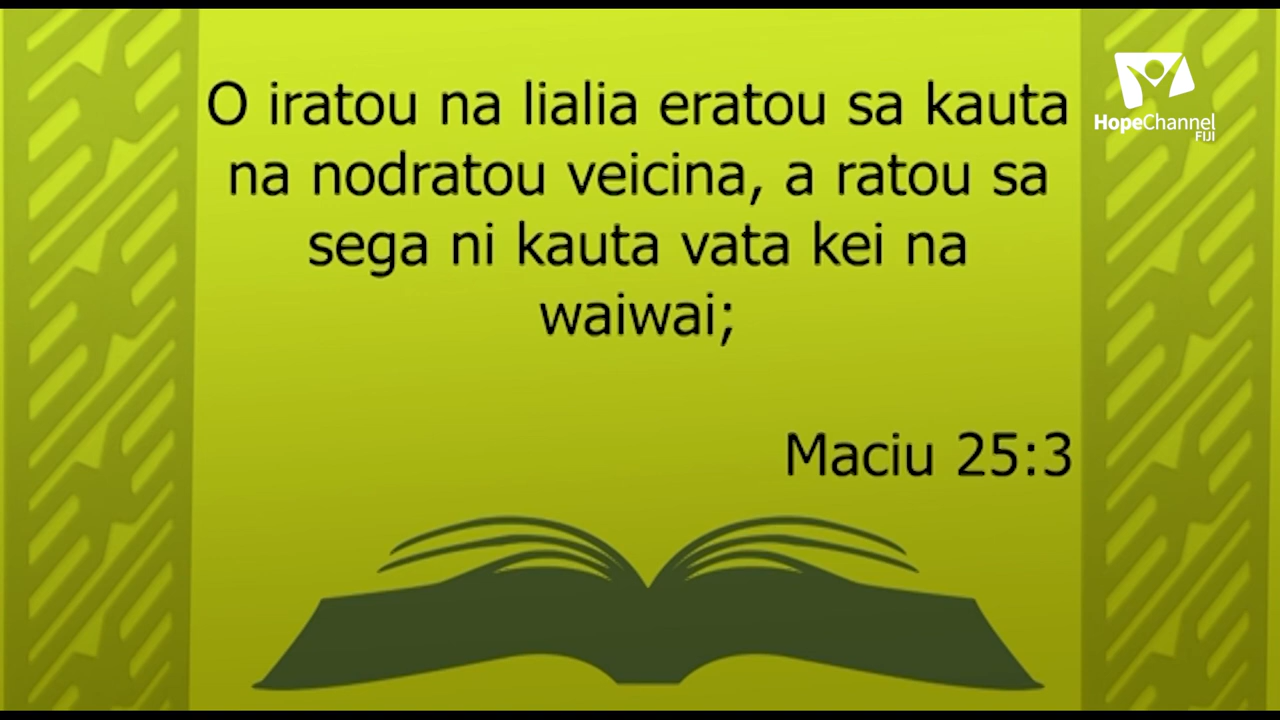 O iratou na lialia eratou sa kauta
na nodratou veicina, a ratou sa
sega ni kauta vata kei na
waiwai;
Maciu 25:3
HopeChannel
FIJI